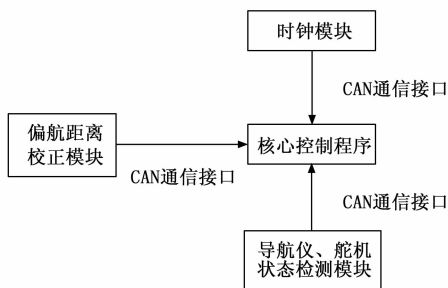 时钟模块
CAN通信接口
偏航距离
校正模块
核心控制程序
CAN通信接口
CAN通信接口
导航仪、舵机
状态检测模块